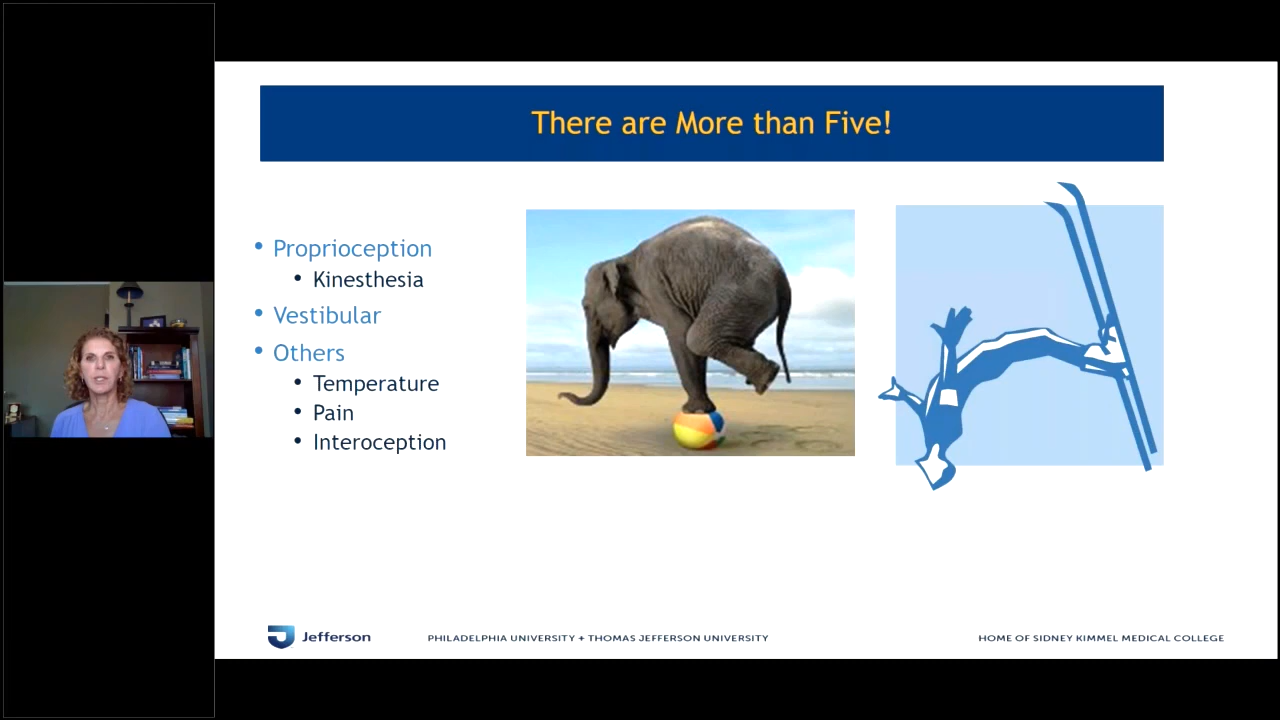 There are More than Five!
• Proprioception
• Kinesthesia
• Vestibular
• Others
• Temperature
• Pain
• Interoception
Jefferson
PHILADELPHIA UNIVERSITY + THOMAS JEFFERSON UNIVERSITY
HOME OF SIDNEY KIMMEL MEDICAL COLLEGE